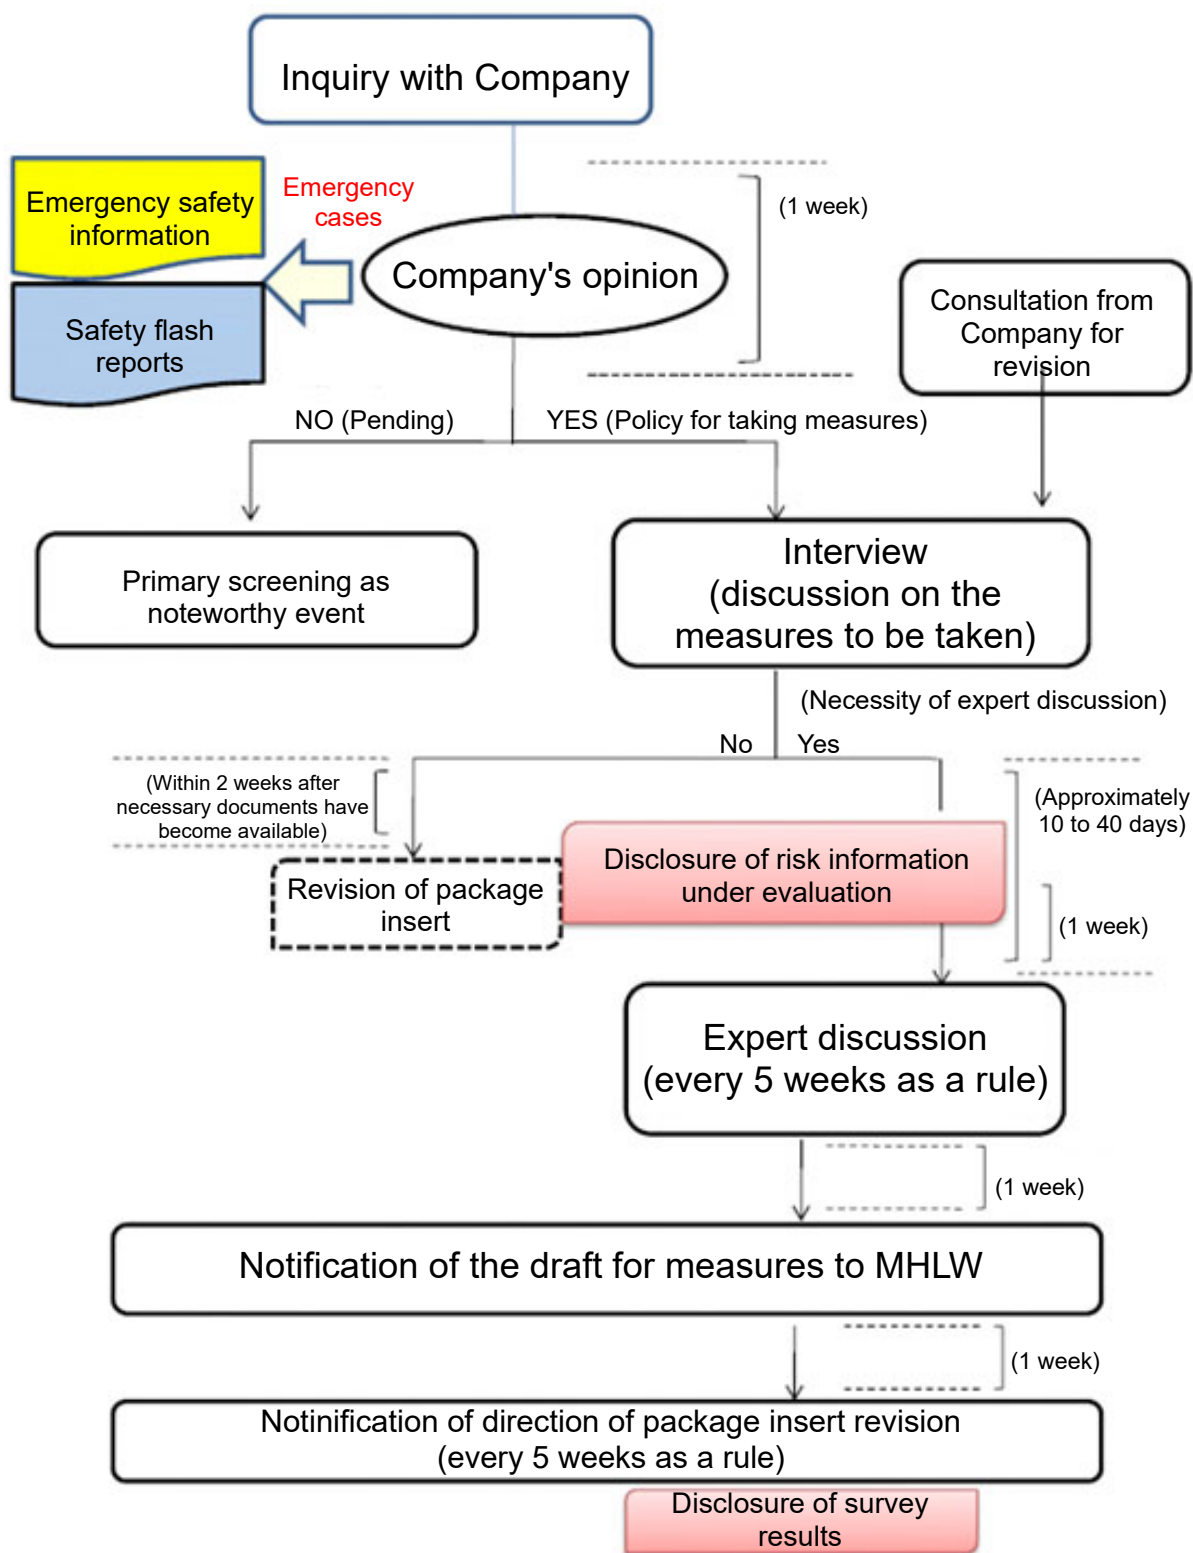 Inquiry with Company
Emergency safety
information
Emergency
cases
(1 week)
Company's opinion
Safety flash
reports
Consultation from
Company for
revision
NO (Pending)
YES (Policy for taking measures)
Primary screening as
noteworthy event
Interview
(discussion on the
measures to be taken)
(Necessity of expert discussion)
No
Yes
(Within 2 weeks after
necessary documents have
become available)
(Approximately
10 to 40 days)
Revision of package
insert
Disclosure of risk information
under evaluation
(1 week)
Expert discussion
(every 5 weeks as a rule)
(1 week)
Notification of the draft for measures to MHLW
(1 week)
Notinification of direction of package insert revision
(every 5 weeks as a rule)
Disclosure of survey
results